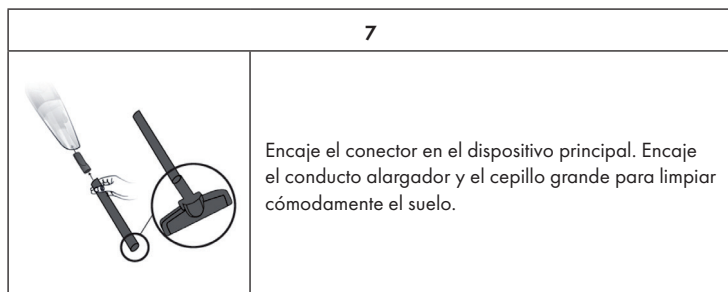 7
Encaje el conector en el dispositivo principal. Encaje
el conducto alargador y el cepillo grande para limpiar
cómodamente el suelo.